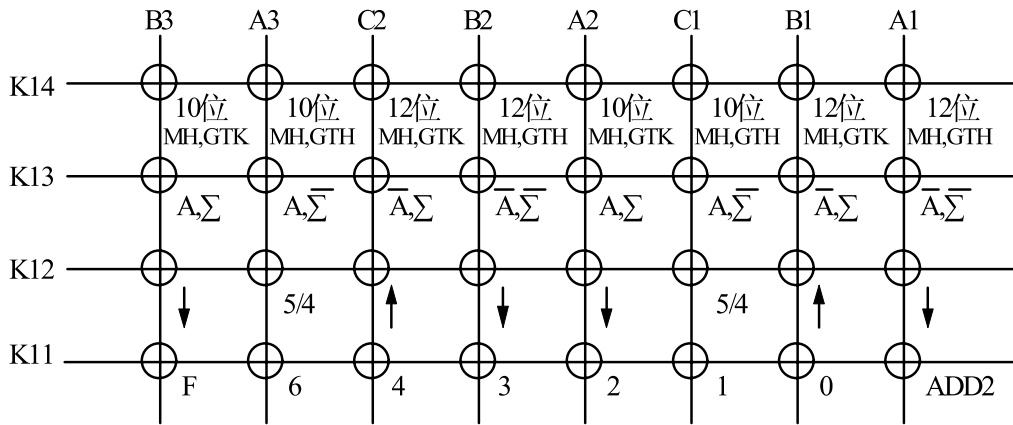 B3 A3 C2 B2 A2 C1 B1 A1
K14
10位 10位 12位 12位 10位 10位 12位 12位
MH,GTK MH,GTH MH,GTK MH,GTH MH,GTK MH,GTH MH,GTK MH,GTH
K13
A,Σ A,Σ̅ A̅,Σ A̅,Σ̅ A,Σ A,Σ̅ A̅,Σ A̅,Σ̅
K12
↓ 5/4 ↑ ↓ ↓ 5/4 ↑ ↓
K11
F 6 4 3 2 1 0 ADD2